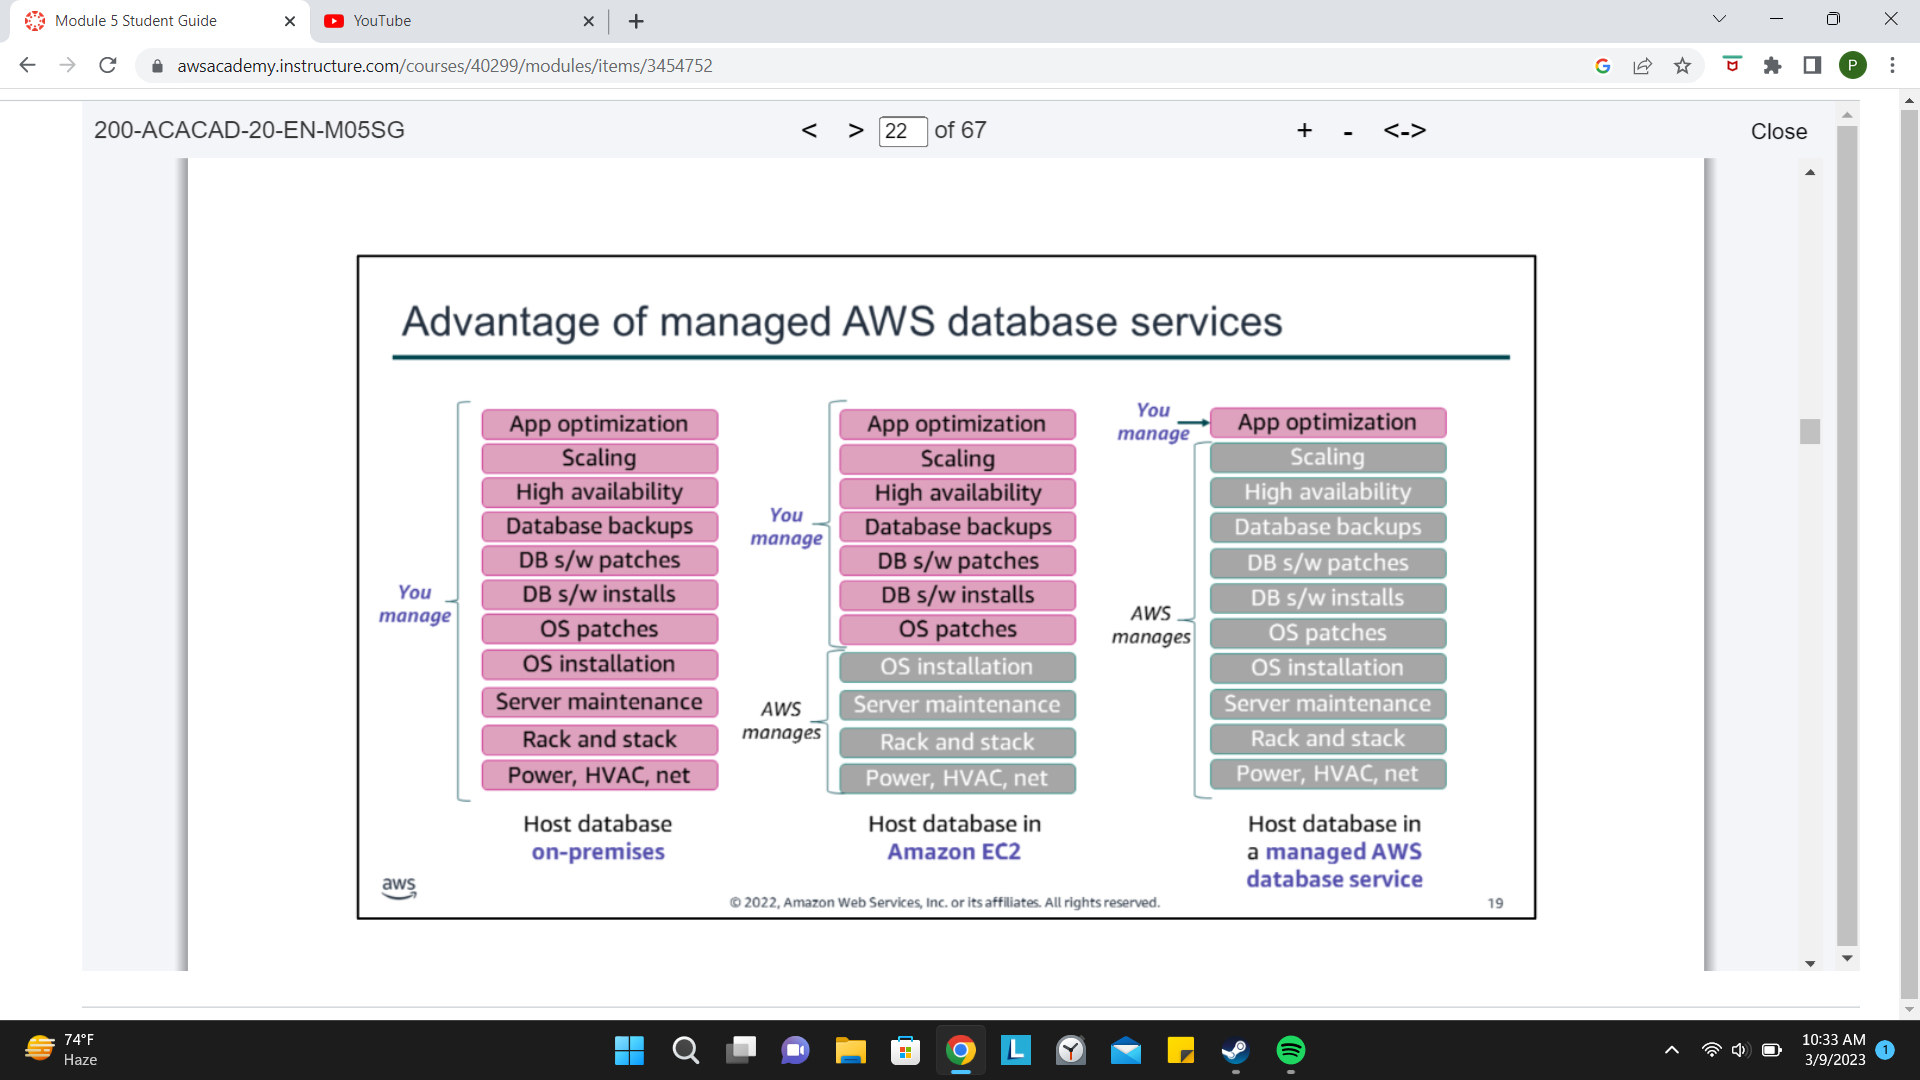 Module 5 Student Guide
YouTube
awsacademy.instructure.com/courses/40299/modules/items/3454752
P
200-ACACAD-20-EN-M05SG
< > 22 of 67
+ - <->
Close
Advantage of managed AWS database services
You
manage
App optimization
Scaling
High availability
Database backups
DB s/w patches
DB s/w installs
OS patches
OS installation
Server maintenance
Rack and stack
Power, HVAC, net
Host database
on-premises
You
manage
AWS
manages
App optimization
Scaling
High availability
Database backups
DB s/w patches
DB s/w installs
OS patches
OS installation
Server maintenance
Rack and stack
Power, HVAC, net
Host database in
Amazon EC2
You
manage
AWS
manages
App optimization
Scaling
High availability
Database backups
DB s/w patches
DB s/w installs
OS patches
OS installation
Server maintenance
Rack and stack
Power, HVAC, net
Host database in
a managed AWS
database service
aws
© 2022, Amazon Web Services, Inc. or its affiliates. All rights reserved.
19
74°F
Haze
L
10:33 AM
3/9/2023
1